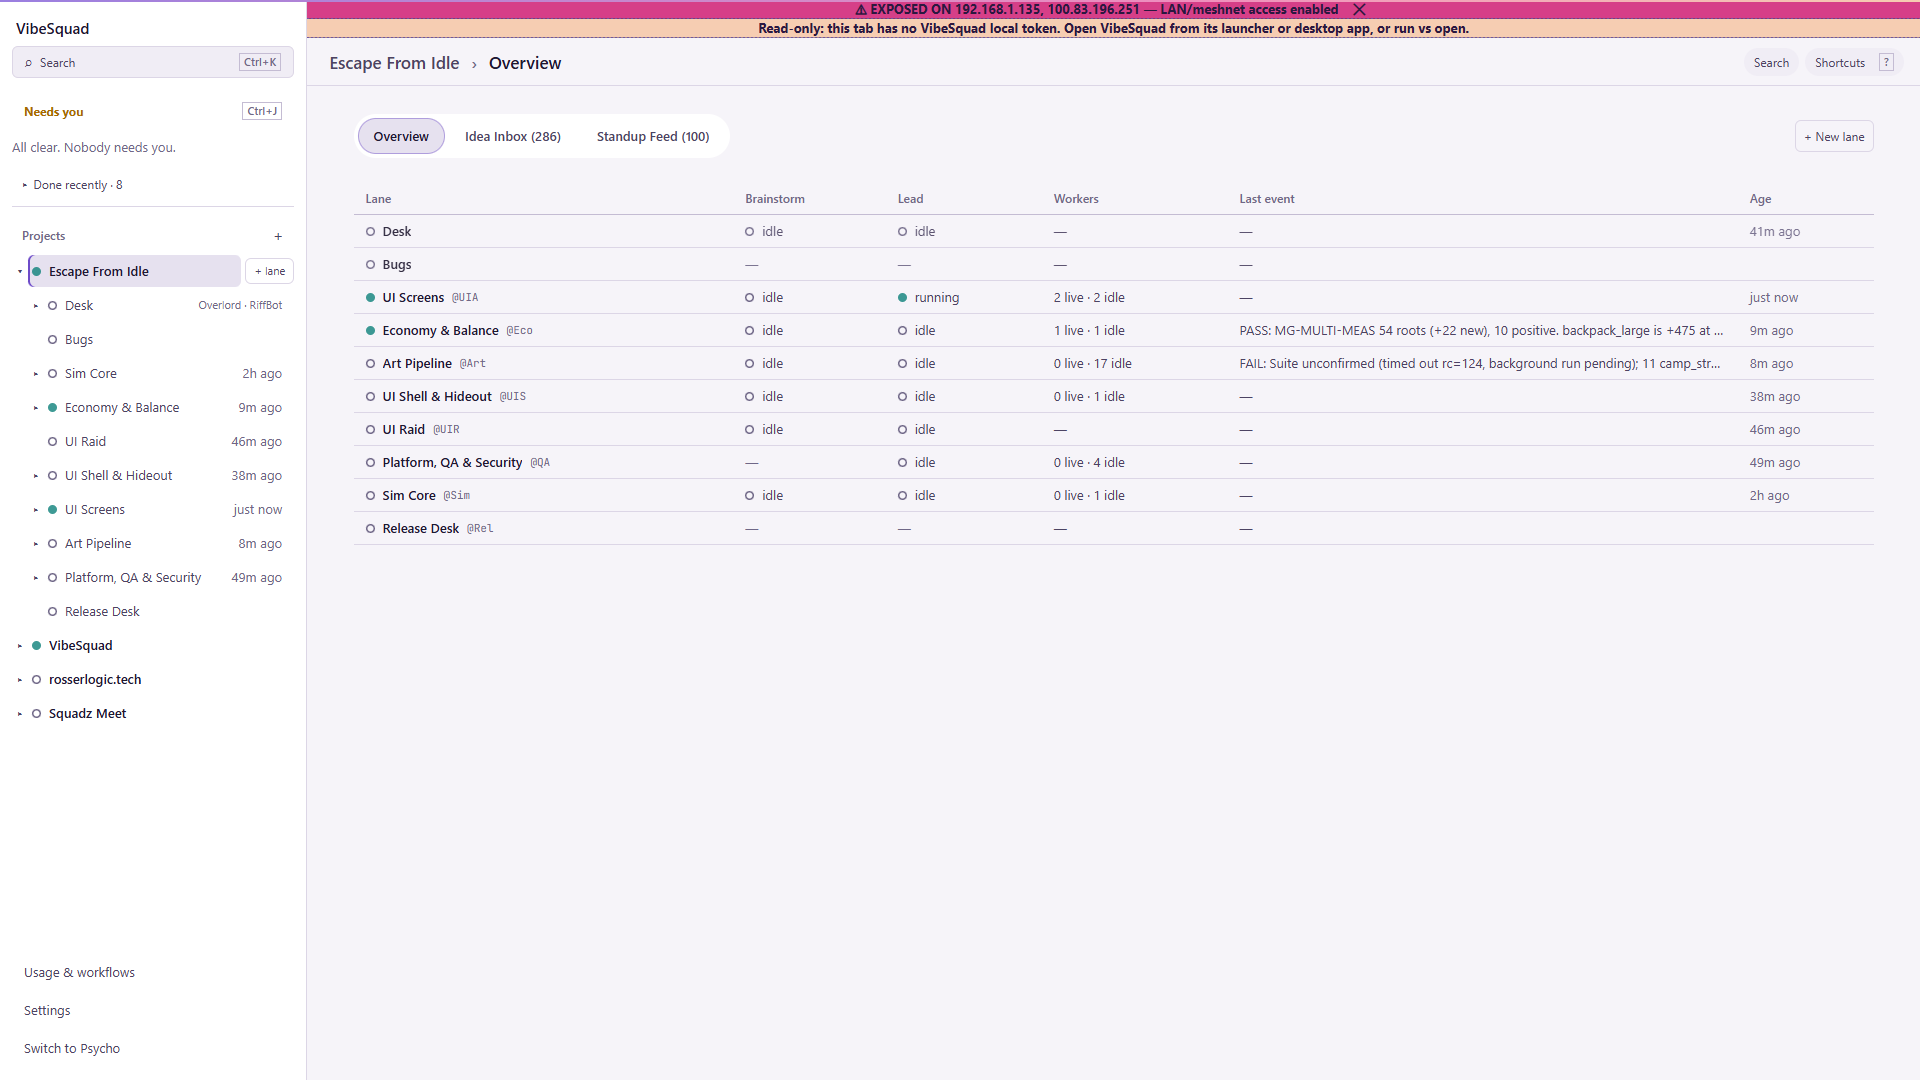 VibeSquad
Search Ctrl+K
Needs you Ctrl+J
All clear. Nobody needs you.
Done recently · 8
Projects +
Escape From Idle + lane
Desk Overlord · RiffBot
Bugs
Sim Core 2h ago
Economy & Balance 9m ago
UI Raid 46m ago
UI Shell & Hideout 38m ago
UI Screens just now
Art Pipeline 8m ago
Platform, QA & Security 49m ago
Release Desk
VibeSquad
rosserlogic.tech
Squadz Meet
Usage & workflows
Settings
Switch to Psycho
⚠ EXPOSED ON 192.168.1.135, 100.83.196.251 — LAN/meshnet access enabled
Read-only: this tab has no VibeSquad local token. Open VibeSquad from its launcher or desktop app, or run vs open.
Escape From Idle › Overview Search Shortcuts ?
Overview Idea Inbox (286) Standup Feed (100) + New lane
Lane Brainstorm Lead Workers Last event Age
Desk idle idle — — 41m ago
Bugs — — — —
UI Screens @UIA idle running 2 live · 2 idle — just now
Economy & Balance @Eco idle idle 1 live · 1 idle PASS: MG-MULTI-MEAS 54 roots (+22 new), 10 positive. backpack_large is +475 at ... 9m ago
Art Pipeline @Art idle idle 0 live · 17 idle FAIL: Suite unconfirmed (timed out rc=124, background run pending); 11 camp_str... 8m ago
UI Shell & Hideout @UIS idle idle 0 live · 1 idle — 38m ago
UI Raid @UIR idle idle — — 46m ago
Platform, QA & Security @QA — idle 0 live · 4 idle — 49m ago
Sim Core @Sim idle idle 0 live · 1 idle — 2h ago
Release Desk @Rel — — — —